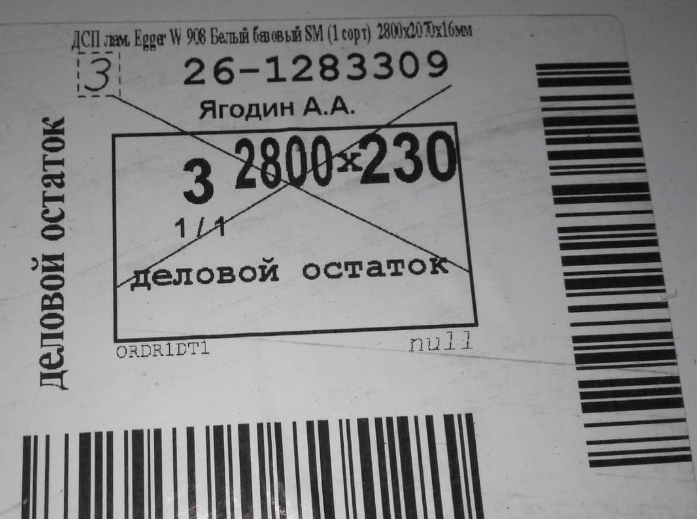 ДСП лам. Egger W 908 Белый базовый SM (1 сорт) 2800x2070x16мм
3
26-1283309
Ягодин А.А.
3 2800x230
1/1
деловой остаток
ORDR1DT1 null
деловой остаток